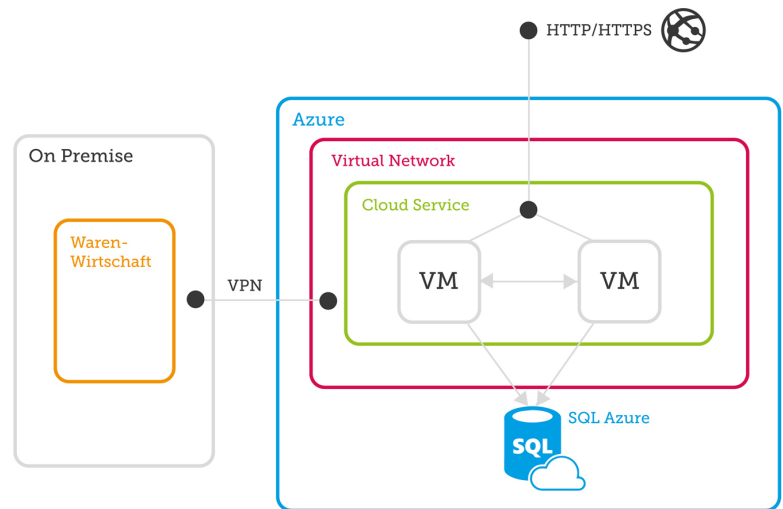 HTTP/HTTPS
Azure
On Premise
Virtual Network
Cloud Service
Waren-
Wirtschaft
VM
VM
VPN
SQL Azure
SQL